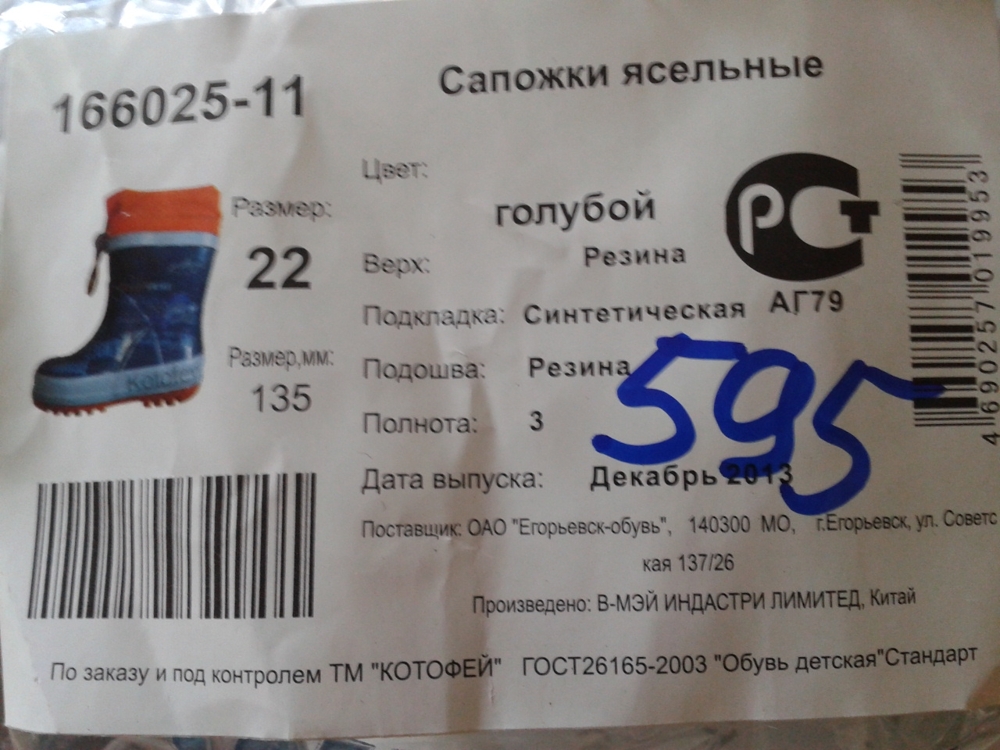 166025-11
Сапожки ясельные
Цвет:
голубой
Размер:
22
Верх: Резина
Подкладка: Синтетическая
РСТ
АГ79
Размер,мм:
135
Подошва: Резина
595
Полнота: 3
Дата выпуска: Декабрь 2013
Поставщик: ОАО "Егорьевск-обувь", 140300 МО, г.Егорьевск, ул. Советс
кая 137/26
Произведено: В-МЭЙ ИНДАСТРИ ЛИМИТЕД, Китай
По заказу и под контролем ТМ "КОТОФЕЙ" ГОСТ26165-2003 "Обувь детская"Стандарт
4 690257 019953
Kotofey